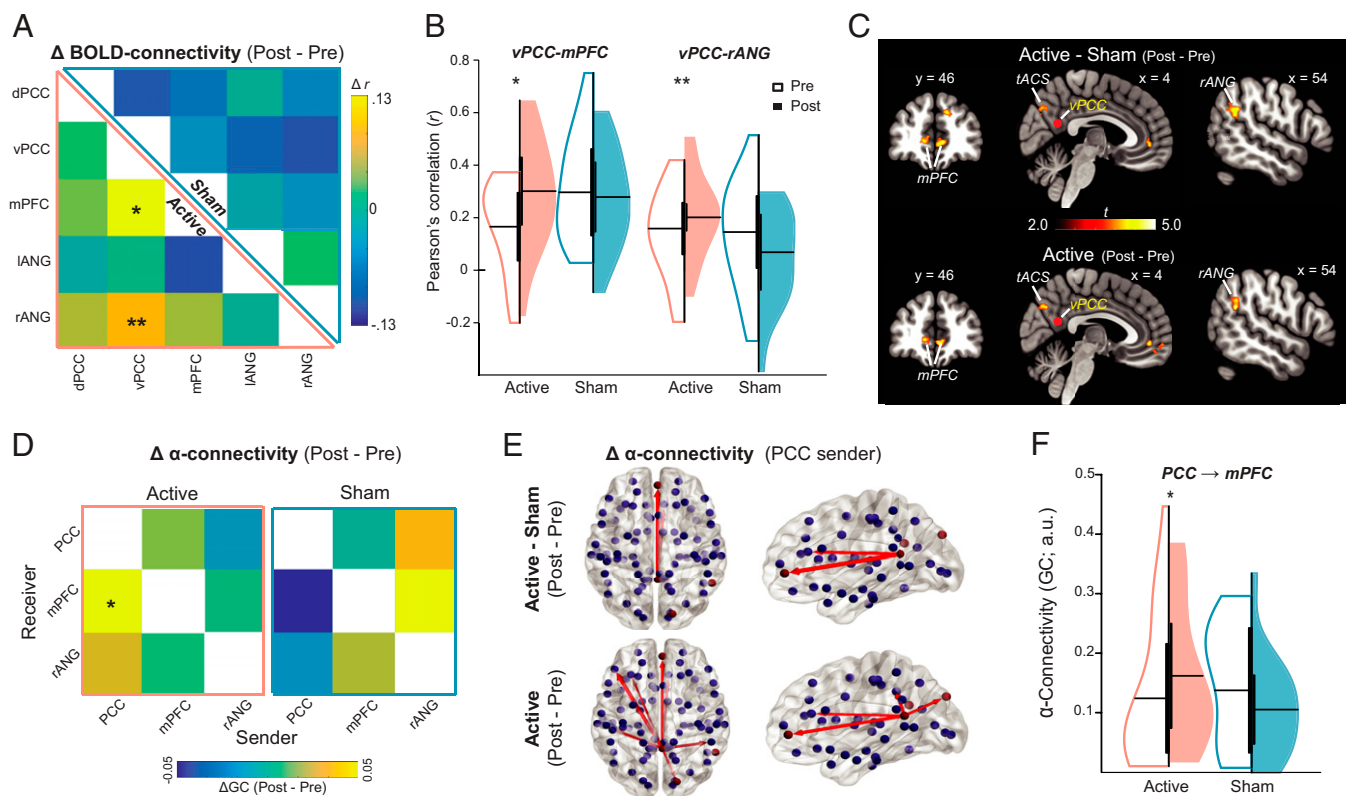 A
Δ BOLD-connectivity (Post - Pre)
dPCC
vPCC
mPFC
lANG
rANG
Sham
Active
*
**
Δ r
.13
0
-.13
dPCC
vPCC
mPFC
lANG
rANG
B
vPCC-mPFC
vPCC-rANG
Pearson's correlation (r)
0.8
0.6
0.4
0.2
0
-0.2
*
**
Pre
Post
Active
Sham
Active
Sham
C
Active - Sham (Post - Pre)
y = 46
tACS
x = 4
rANG
x = 54
vPCC
mPFC
t
2.0
5.0
Active (Post - Pre)
y = 46
tACS
x = 4
rANG
x = 54
vPCC
mPFC
D
Δ α-connectivity (Post - Pre)
Active
Sham
Receiver
PCC
mPFC
rANG
*
PCC
mPFC
rANG
PCC
mPFC
rANG
Sender
-0.05
0.05
ΔGC (Post - Pre)
E
Δ α-connectivity (PCC sender)
Active - Sham
(Post - Pre)
Active
(Post - Pre)
F
PCC → mPFC
α-Connectivity (GC; a.u.)
0.5
0.4
0.3
0.2
0.1
*
Active
Sham